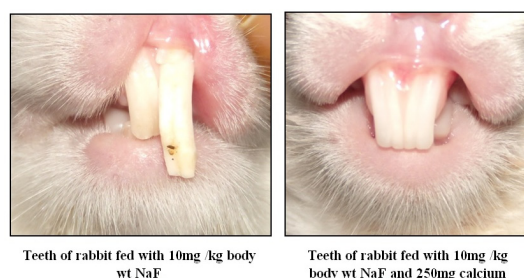 Teeth of rabbit fed with 10mg /kg body
wt NaF
Teeth of rabbit fed with 10mg /kg
body wt NaF and 250mg calcium